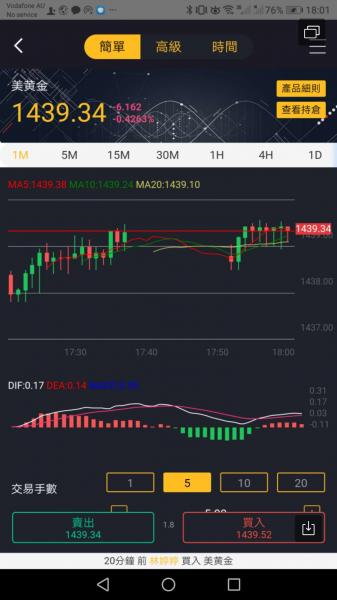 Vodafone AU
No service
76% 18:01
簡單 高級 時間
美黄金
1439.34
-6.162
-0.4263%
產品細則
查看持倉
1M 5M 15M 30M 1H 4H 1D
MA5:1439.38 MA10:1439.24 MA20:1439.10
1439.34
1439.00
1438.00
1437.00
17:30 17:40 17:50 18:00
DIF:0.17 DEA:0.14
0.31
0.17
0.03
-0.11
交易手數
1 5 10 20
賣出
1439.34
1.8
買入
1439.52
20分鐘 前 林婷婷 買入 美黄金